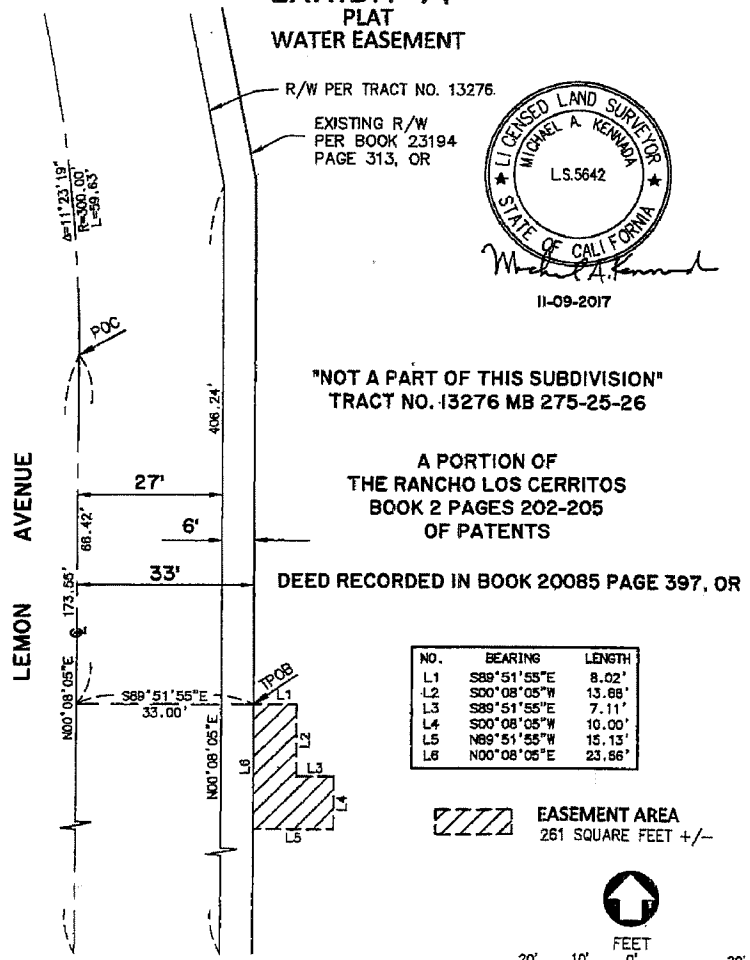 EXHIBIT "A"
PLAT
WATER EASEMENT
R/W PER TRACT NO. 13276.
EXISTING R/W
PER BOOK 23194
PAGE 313, OR
LICENSED LAND SURVEYOR
MICHAEL A. KENNADA
L.S.5642
STATE OF CALIFORNIA
11-09-2017
Δ=11°23'19"
R=300.00'
L=59.63'
POC
406.24'
"NOT A PART OF THIS SUBDIVISION"
TRACT NO. 13276 MB 275-25-26
A PORTION OF
THE RANCHO LOS CERRITOS
BOOK 2 PAGES 202-205
OF PATENTS
LEMON AVENUE
27'
66.42'
6'
33'
DEED RECORDED IN BOOK 20085 PAGE 397, OR
173.55'
N00°08'05"E
S89°51'55"E
33.00'
TPOB
N00°08'05"E
L1
L2
L3
L4
L5
L6
NO. BEARING LENGTH
L1 S89°51'55"E 8.02'
L2 S00°08'05"W 13.88'
L3 S89°51'55"E 7.11'
L4 S00°08'05"W 10.00'
L5 N89°51'55"W 15.13'
L6 N00°08'05"E 23.86'
EASEMENT AREA
261 SQUARE FEET +/-
FEET
20' 10' 0' 20'